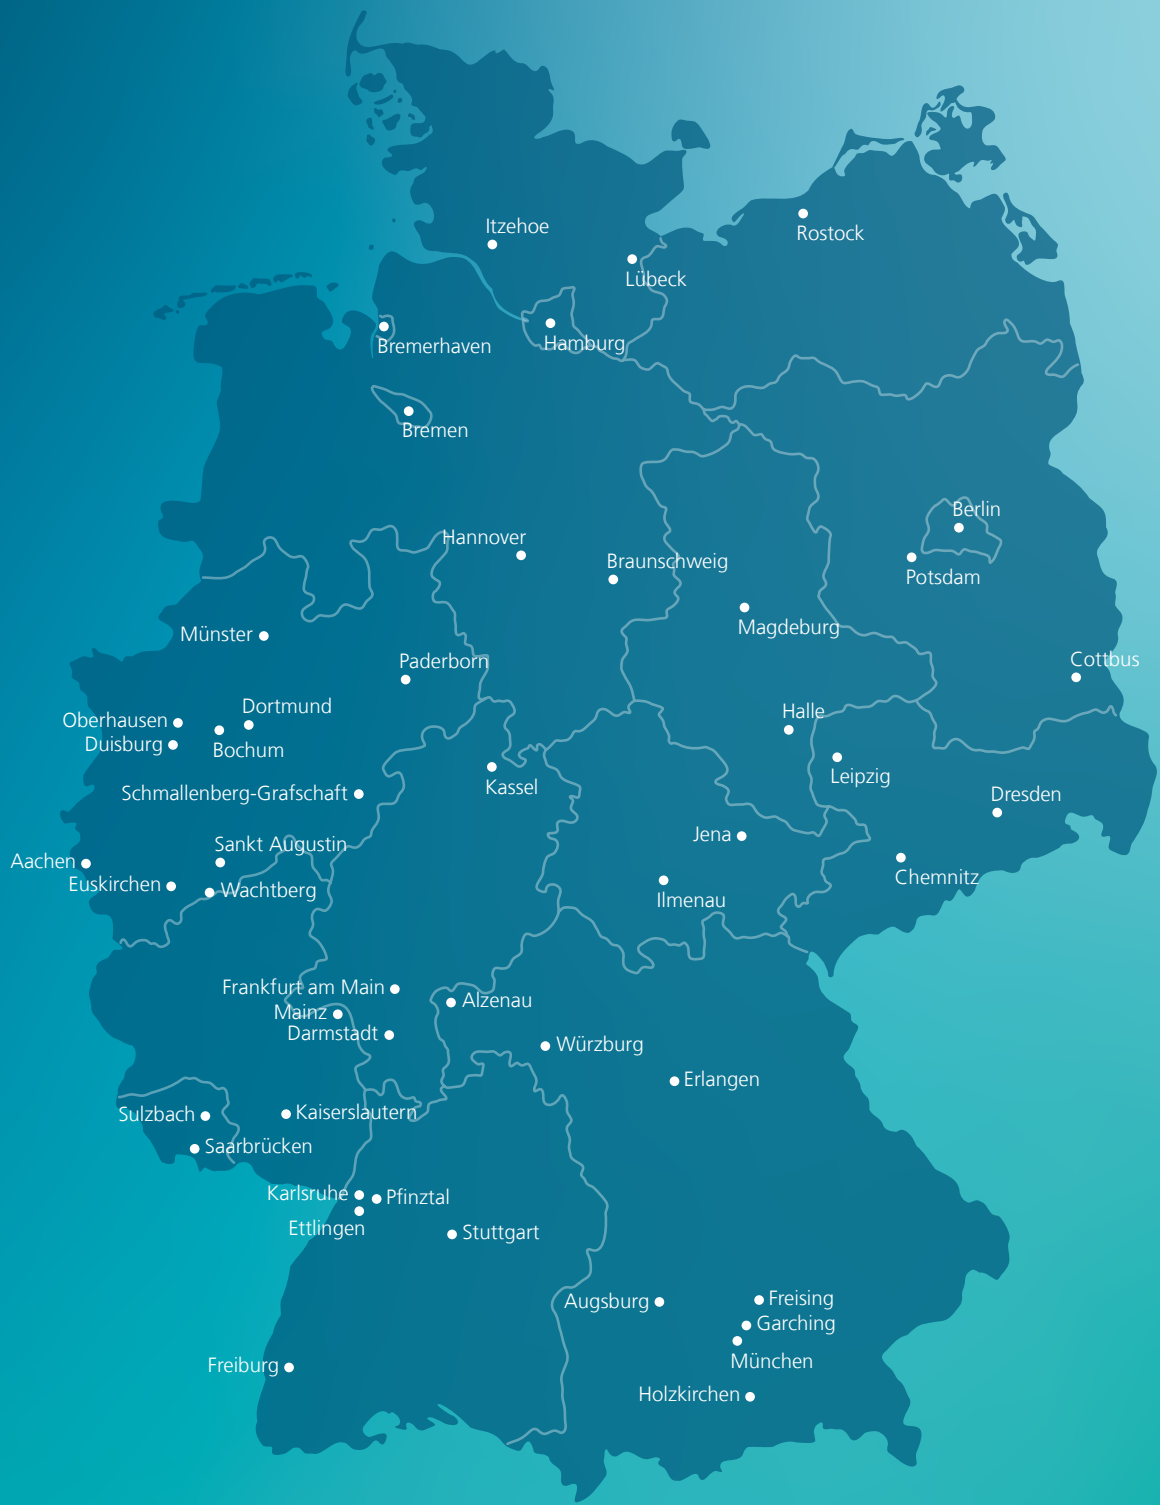 Itzehoe
Rostock
Lübeck
Hamburg
Bremerhaven
Bremen
Berlin
Hannover
Braunschweig
Potsdam
Magdeburg
Münster
Cottbus
Paderborn
Dortmund
Halle
Oberhausen
Duisburg
Bochum
Leipzig
Kassel
Schmallenberg-Grafschaft
Dresden
Jena
Sankt Augustin
Aachen
Chemnitz
Euskirchen
Wachtberg
Ilmenau
Frankfurt am Main
Alzenau
Mainz
Darmstadt
Würzburg
Erlangen
Kaiserslautern
Sulzbach
Saarbrücken
Karlsruhe
Pfinztal
Ettlingen
Stuttgart
Freising
Augsburg
Garching
München
Freiburg
Holzkirchen